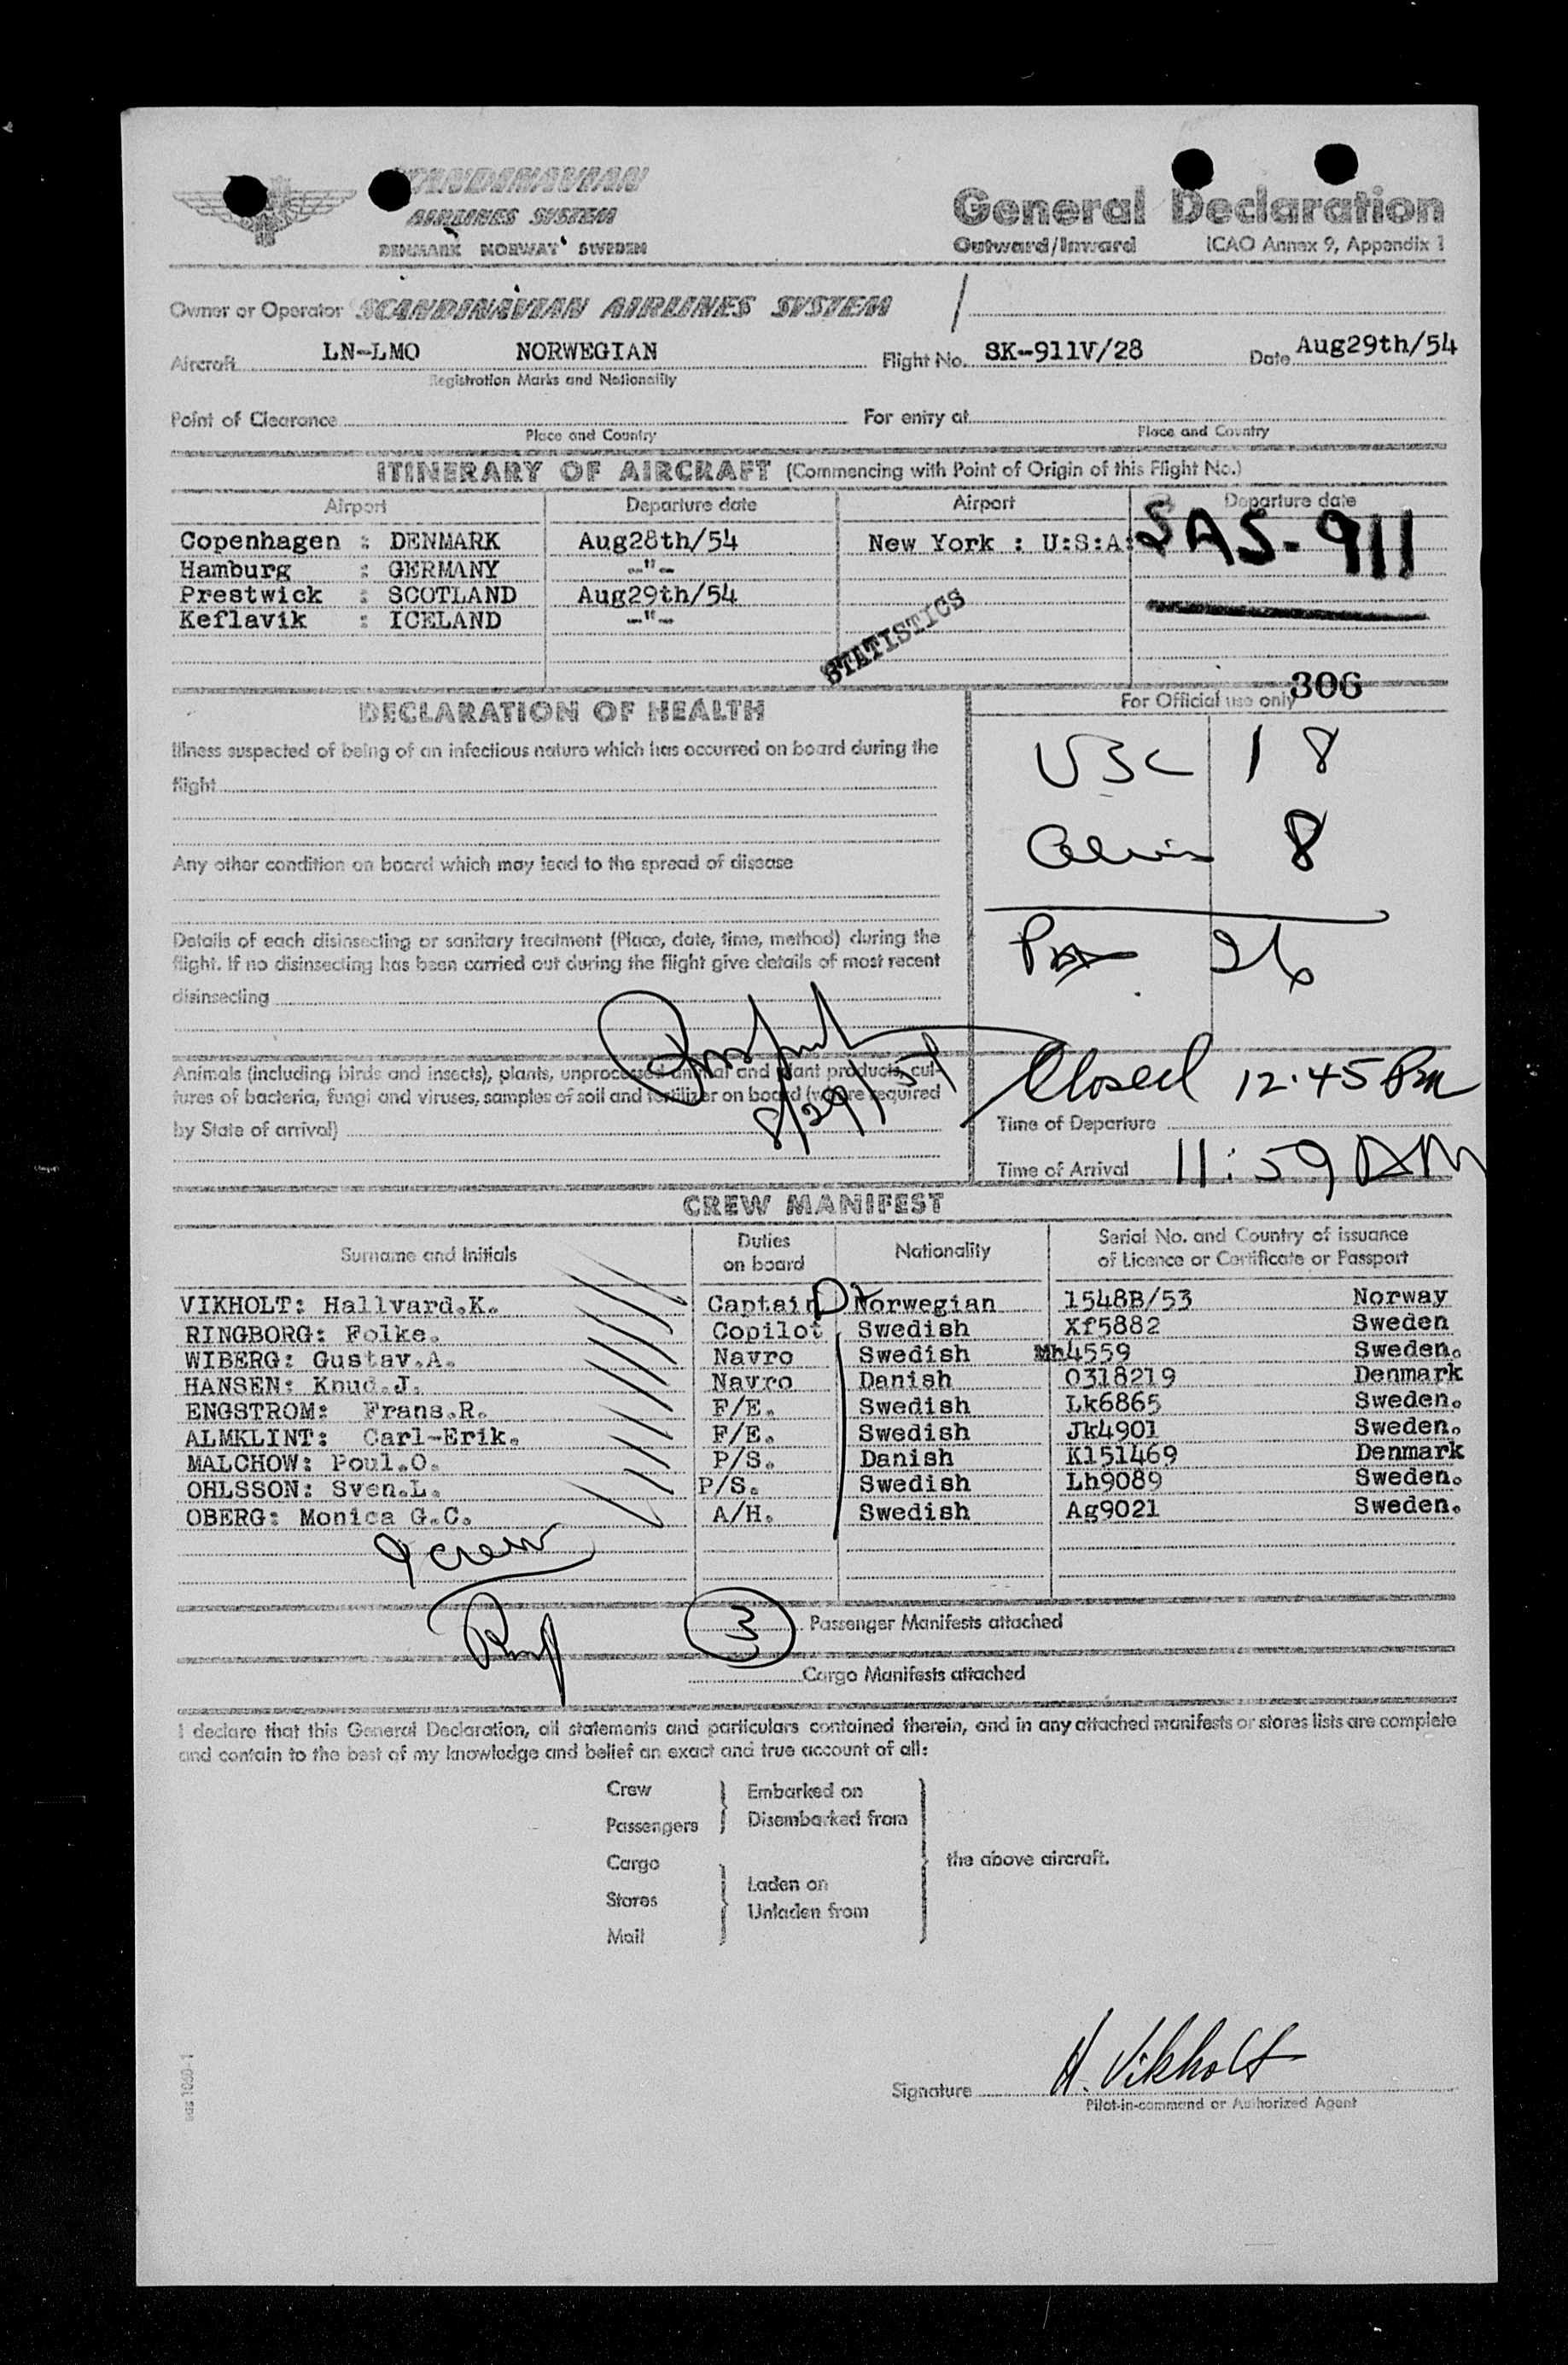 SCANDINAVIAN
AIRLINES SYSTEM
DENMARK NORWAY SWEDEN
General Declaration
Outward/Inward ICAO Annex 9, Appendix 1
Owner or Operator SCANDINAVIAN AIRLINES SYSTEM
Aircraft LN-LMO NORWEGIAN Flight No. SK-911V/28 Date Aug29th/54
Registration Marks and Nationality
Point of Clearance For entry at
Place and Country Place and Country
ITINERARY OF AIRCRAFT (Commencing with Point of Origin of this Flight No.)
Airport Departure date Airport Departure date
Copenhagen : DENMARK Aug28th/54 New York : U:S:A: SAS-911
Hamburg : GERMANY -"-
Prestwick : SCOTLAND Aug29th/54
Keflavik : ICELAND -"-
STATISTICS
306
DECLARATION OF HEALTH For Official use only
Illness suspected of being of an infectious nature which has occurred on board during the
flight
USC 18
Any other condition on board which may lead to the spread of disease
8
Details of each disinsecting or sanitary treatment (Place, date, time, method) during the
flight. If no disinsecting has been carried out during the flight give details of most recent
disinsecting
26
Animals (including birds and insects), plants, unprocessed animal and plant products, cul-
tures of bacteria, fungi and viruses, samples of soil and fertilizer on board (where required
by State of arrival)
8/29/54
Closed 12.45 Pm
Time of Departure
Time of Arrival 11:59 AM
CREW MANIFEST
Surname and Initials Duties on board Nationality Serial No. and Country of issuance of Licence or Certificate or Passport
VIKHOLT: Hallvard.K. Captain Norwegian 1548B/53 Norway
RINGBORG: Folke. Copilot Swedish Xf5882 Sweden
WIBERG: Gustav.A. Navro Swedish Mh4559 Sweden.
HANSEN: Knud.J. Navro Danish 0318219 Denmark
ENGSTROM: Frans.R. F/E. Swedish Lk6865 Sweden.
ALMKLINT: Carl-Erik. F/E. Swedish Jk4901 Sweden.
MALCHOW: Poul.O. P/S. Danish K151469 Denmark
OHLSSON: Sven.L. P/S. Swedish Lh9089 Sweden.
OBERG: Monica G.C. A/H. Swedish Ag9021 Sweden.
9 crew
3 Passenger Manifests attached
Cargo Manifests attached
I declare that this General Declaration, all statements and particulars contained therein, and in any attached manifests or stores lists are complete
and contain to the best of my knowledge and belief an exact and true account of all:
Crew Embarked on
Passengers Disembarked from
Cargo the above aircraft.
Laden on
Stores
Unladen from
Mail
Signature H. Vikholt
Pilot-in-command or Authorized Agent
sas 1060-1